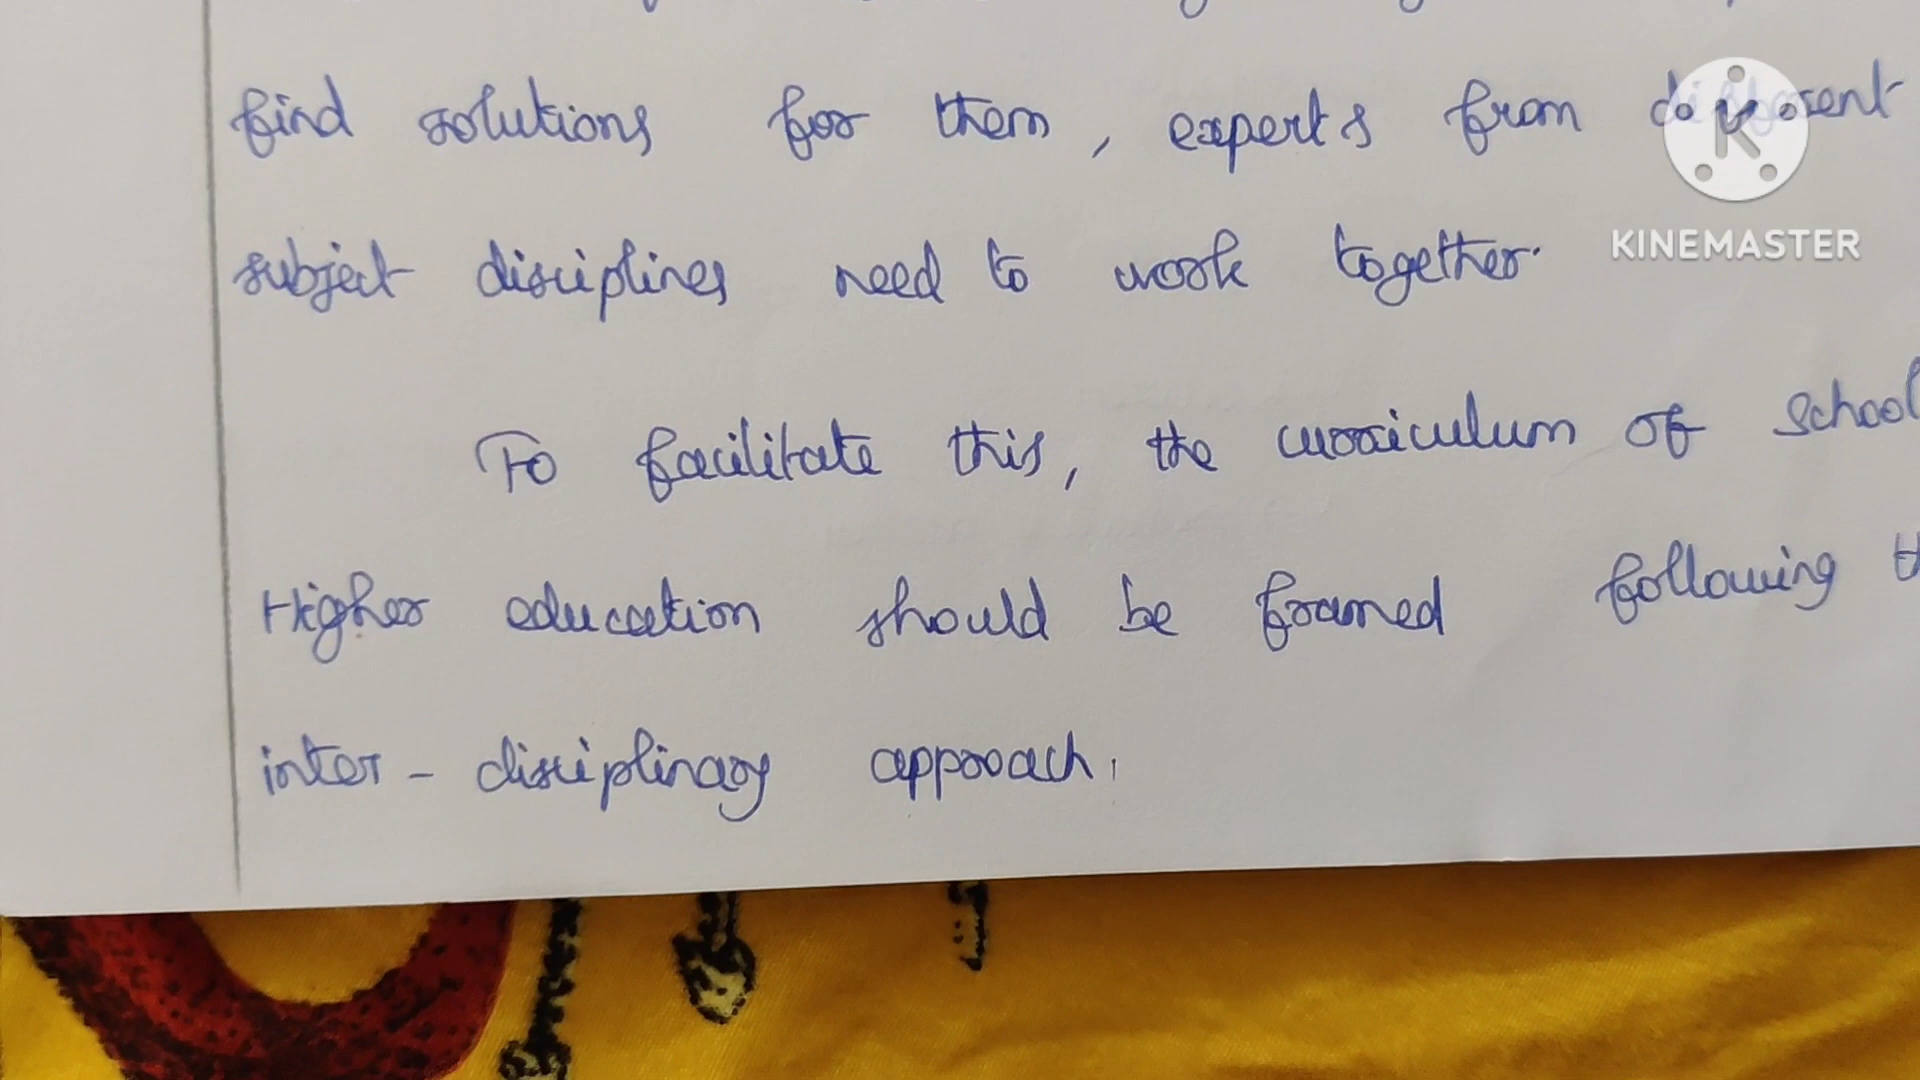 find solutions for them, experts from different
subject disciplines need to work together.
To facilitate this, the curriculum of School
Higher education should be framed following
inter - disciplinary approach.
KINEMASTER